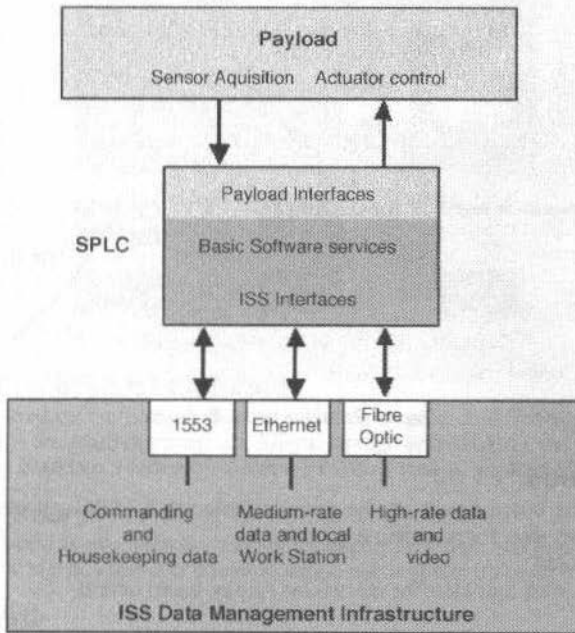 Payload
Sensor Aquisition Actuator control
Payload Interfaces
SPLC
Basic Software services
ISS Interfaces
1553
Ethernet
Fibre
Optic
Commanding
and
Housekeeping data
Medium-rate
data and local
Work Station
High-rate data
and
video
ISS Data Management Infrastructure